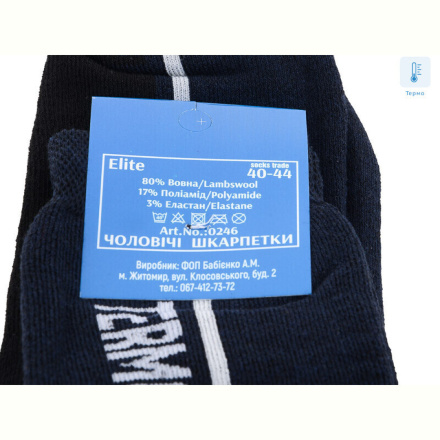 Термо
Elite
socks trade
40-44
80% Вовна/Lambswool
17% Поліамід/Polyamide
3% Еластан/Elastane
Art.No.:0246
ЧОЛОВІЧІ ШКАРПЕТКИ
Виробник: ФОП Бабієнко А.М.
м. Житомир, вул. Клосовського, буд. 2
тел.: 067-412-73-72
TERMO